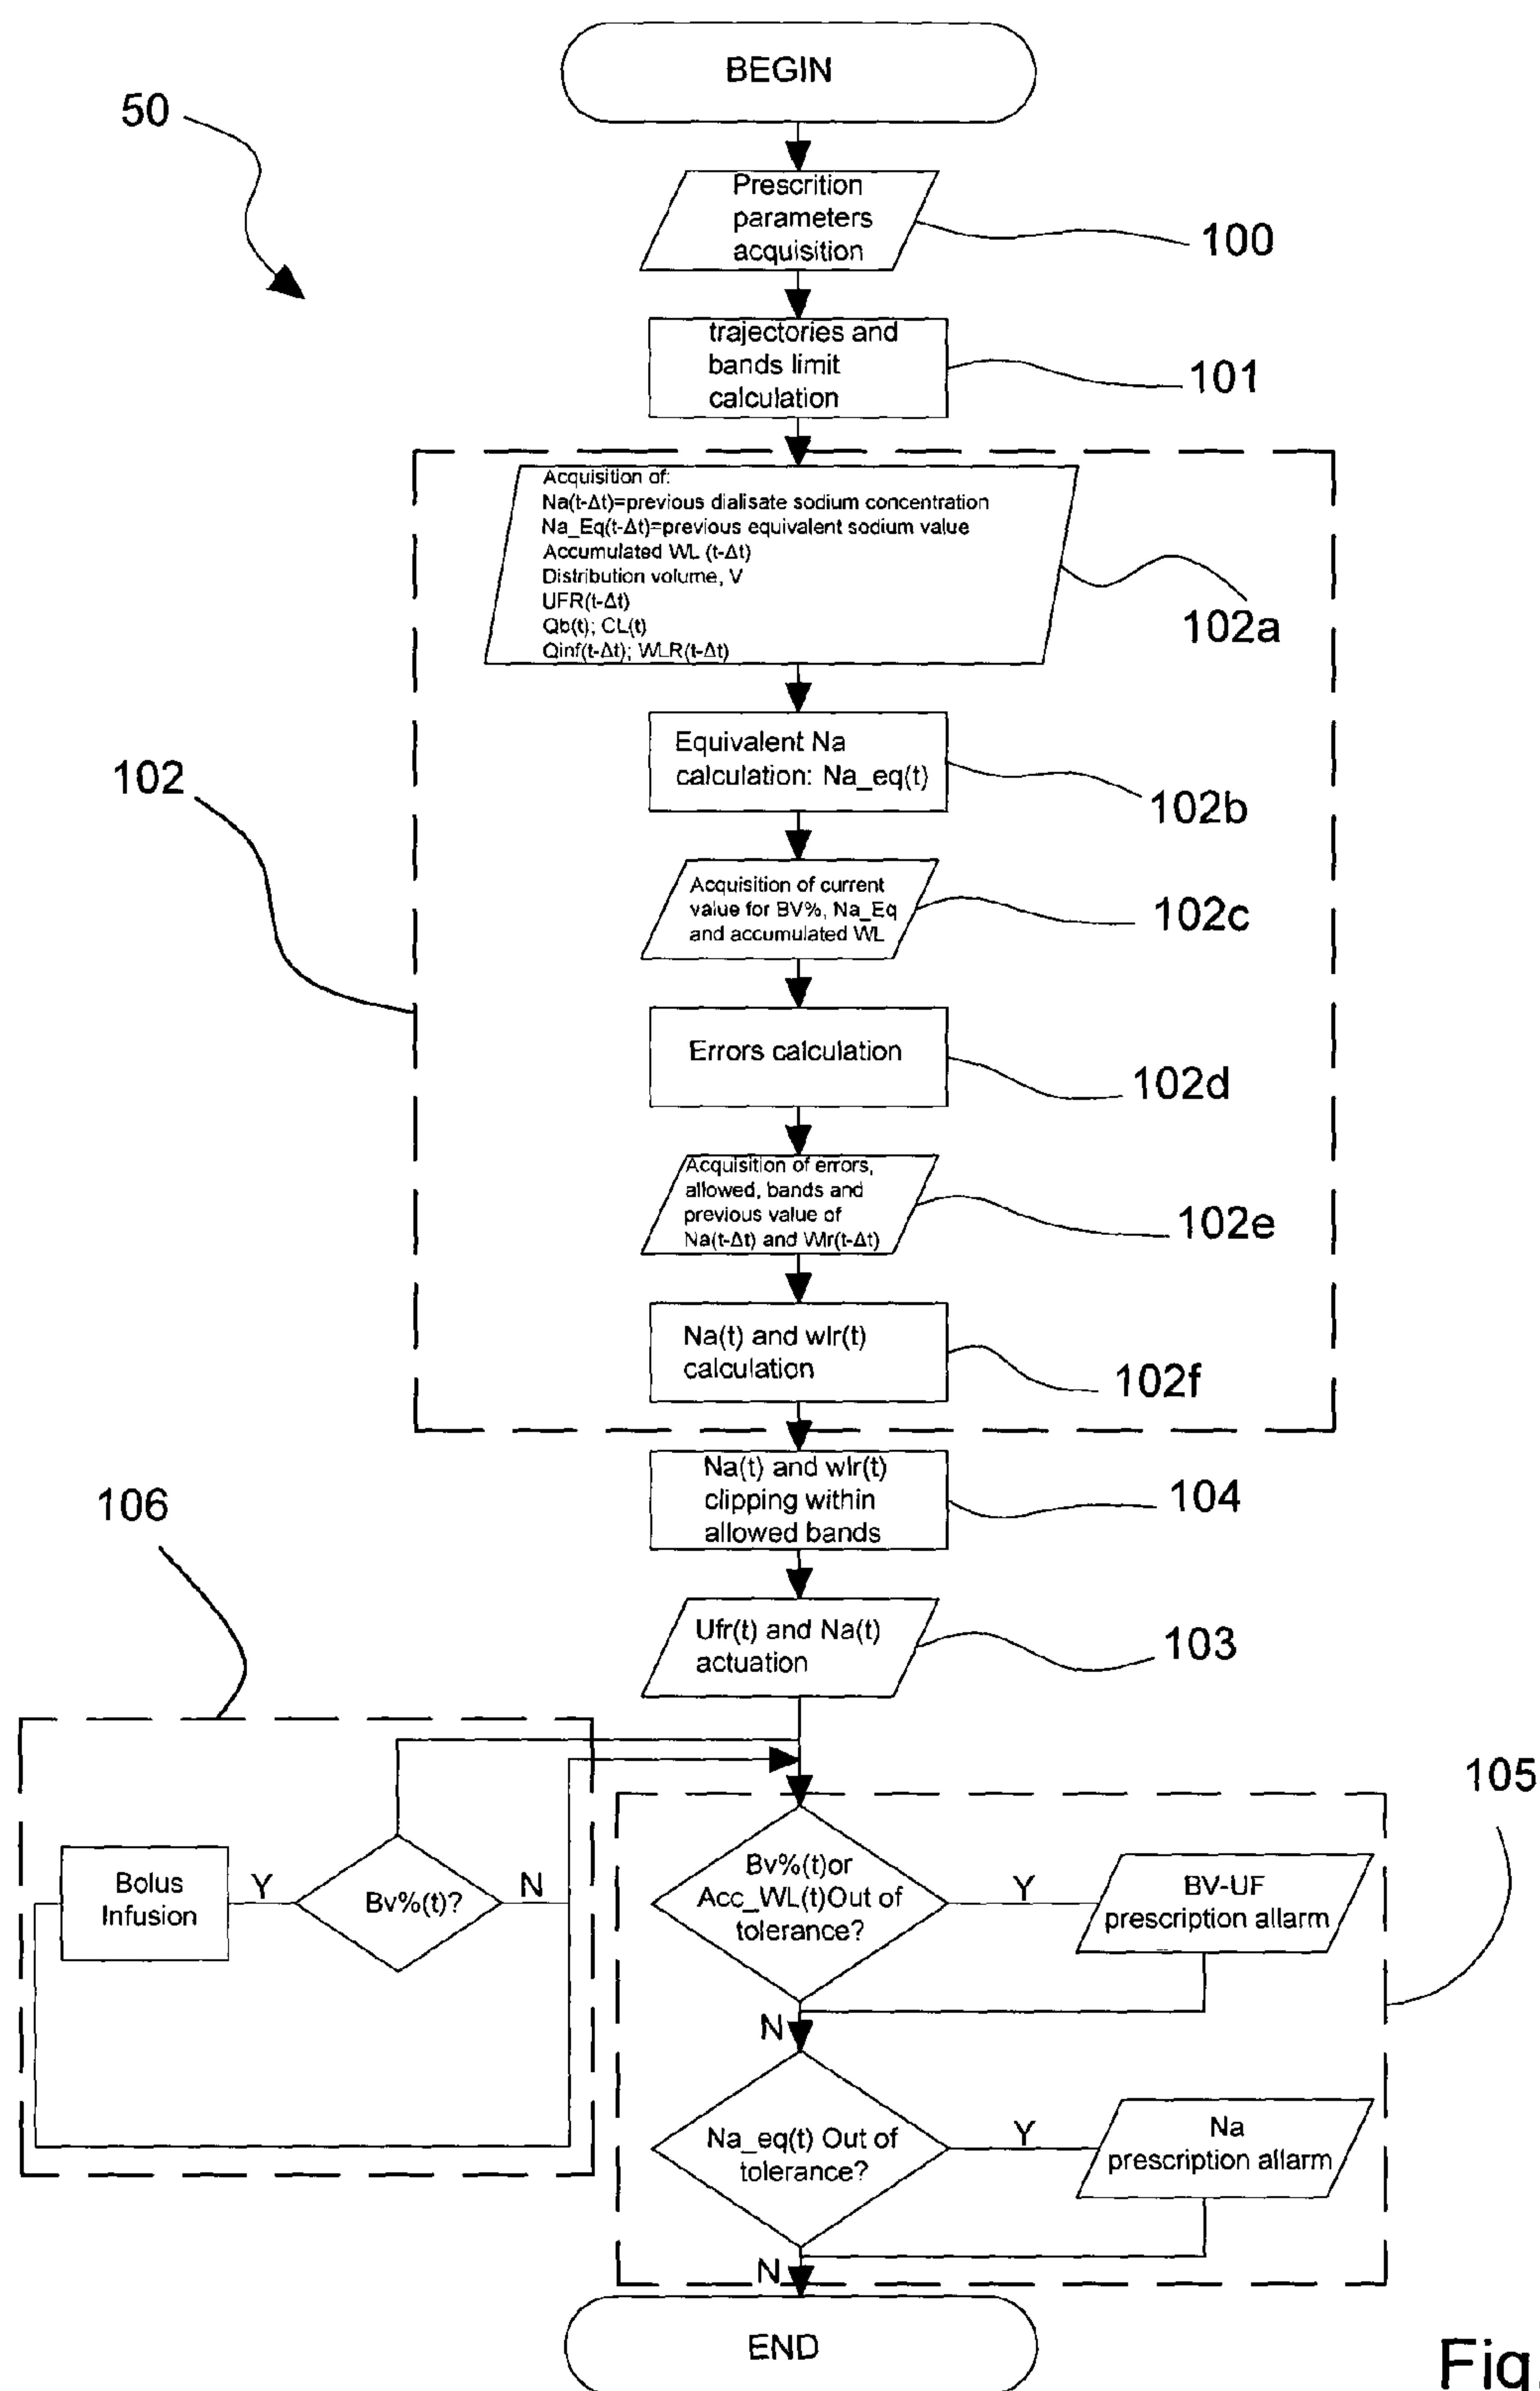 BEGIN
50
Prescrition
parameters
acquisition
100
trajectories and
bands limit
calculation
101
Acquisition of:
Na(t-Δt)=previous dialisate sodium concentration
Na_Eq(t-Δt)=previous equivalent sodium value
Accumulated WL (t-Δt)
Distribution volume, V
UFR(t-Δt)
Qb(t); CL(t)
Qinf(t-Δt); WLR(t-Δt)
102a
102
Equivalent Na
calculation: Na_eq(t)
102b
Acquisition of current
value for BV%, Na_Eq
and accumulated WL
102c
Errors calculation
102d
Acquisition of errors,
allowed, bands and
previous value of
Na(t-Δt) and Wlr(t-Δt)
102e
Na(t) and wlr(t)
calculation
102f
Na(t) and wlr(t)
clipping within
allowed bands
104
106
Ufr(t) and Na(t)
actuation
103
105
Bolus
Infusion
Y
Bv%(t)?
N
Bv%(t)or
Acc_WL(t)Out of
tolerance?
Y
BV-UF
prescription allarm
N
Na_eq(t) Out of
tolerance?
Y
Na
prescription allarm
N
END
Fig.